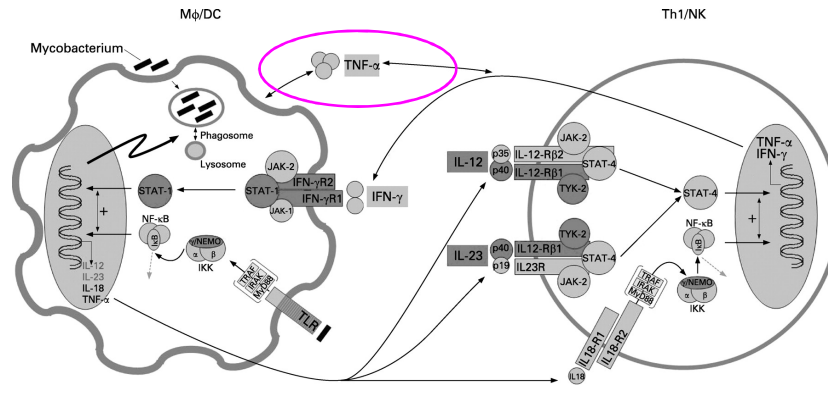 Mϕ/DC
Th1/NK
Mycobacterium
TNF-α
Phagosome
Lysosome
JAK-2
IFN-γR2
STAT-1
STAT-1
IFN-γR1
JAK-1
IFN-γ
+
NF-κB
IκB
γ/NEMO
α β
IKK
IL-12
IL-23
IL-18
TNF-α
TRAF
IRAK
MyD88
TLR
JAK-2
IL-12
p35
IL-12-Rβ2
p40
IL-12-Rβ1
STAT-4
TYK-2
TYK-2
IL-23
p40
IL12-Rβ1
p19
IL23R
STAT-4
JAK-2
STAT-4
TNF-α
IFN-γ
NF-κB
IκB
+
TRAF
IRAK
MyD88
γ/NEMO
α β
IKK
IL18-R1
IL18-R2
IL18